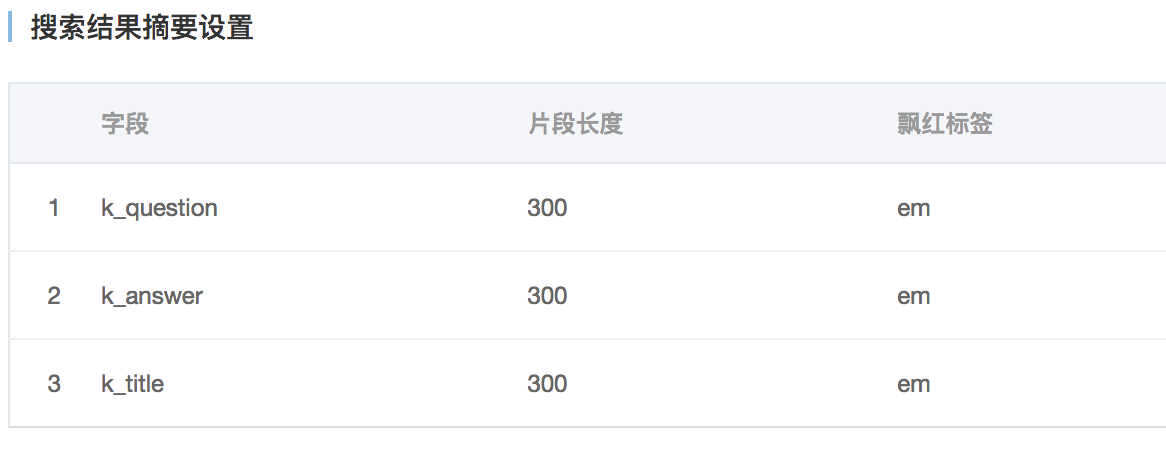 搜索结果摘要设置
字段 片段长度 飘红标签
1 k_question 300 em
2 k_answer 300 em
3 k_title 300 em